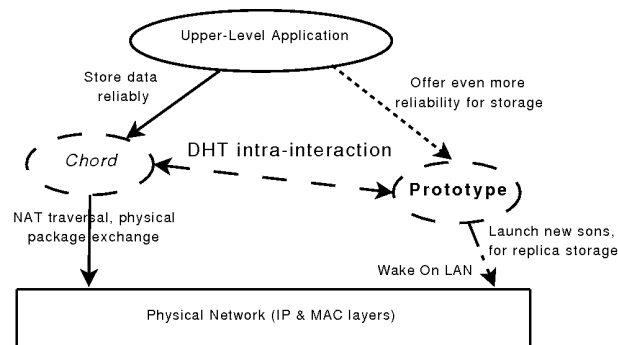 Upper-Level Application
Store data
reliably
Offer even more
reliability for storage
DHT intra-interaction
Chord
Prototype
NAT traversal, physical
package exchange
Launch new sons,
for replica storage
Wake On LAN
Physical Network (IP & MAC layers)